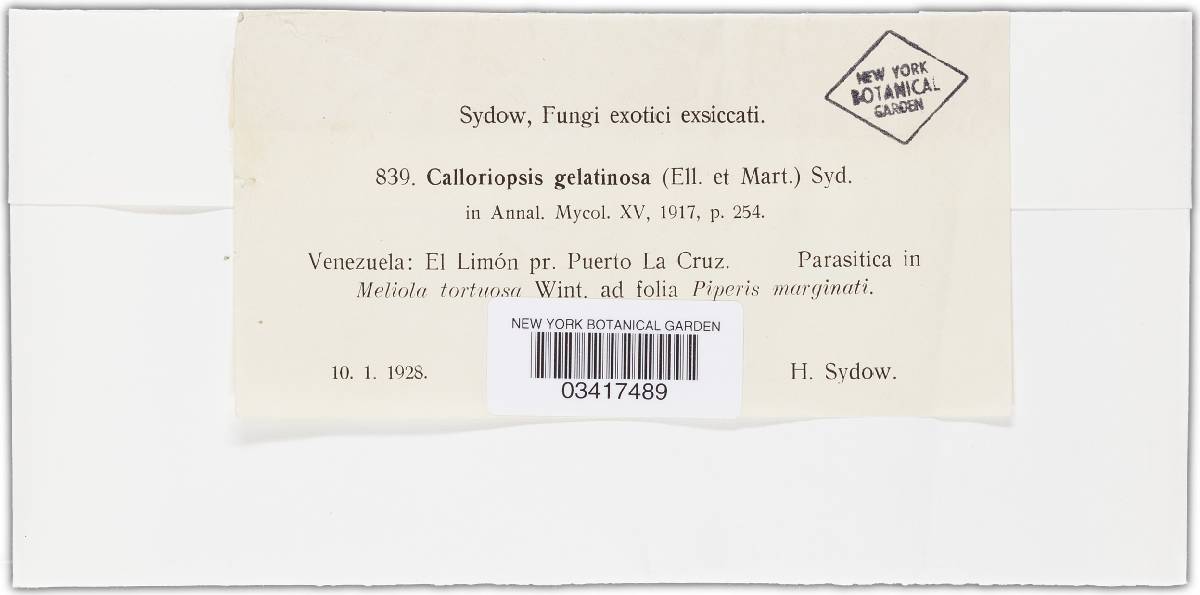 NEW YORK
BOTANICAL
GARDEN
Sydow, Fungi exotici exsiccati.
839. Calloriopsis gelatinosa (Ell. et Mart.) Syd.
in Annal. Mycol. XV, 1917, p. 254.
Venezuela: El Limón pr. Puerto La Cruz. Parasitica in
Meliola tortuosa Wint. ad folia Piperis marginati.
NEW YORK BOTANICAL GARDEN
03417489
10. 1. 1928. H. Sydow.